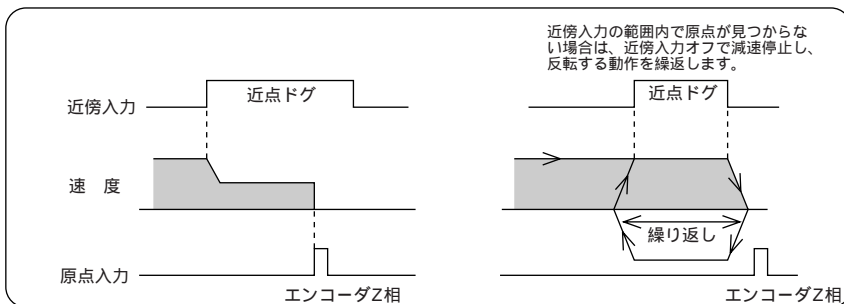 近傍入力の範囲内で原点が見つからな
い場合は、近傍入力オフで減速停止し、
反転する動作を繰返します。
近傍入力
近点ドグ
近点ドグ
速 度
繰り返し
原点入力
エンコーダZ相
エンコーダZ相